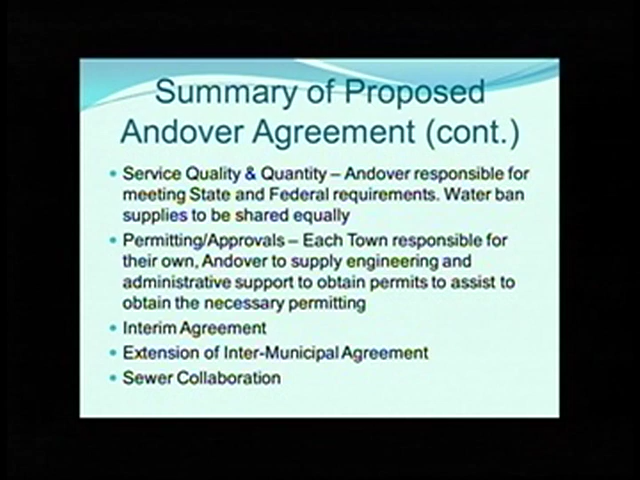 Summary of Proposed
Andover Agreement (cont.)
• Service Quality & Quantity – Andover responsible for
meeting State and Federal requirements. Water ban
supplies to be shared equally
• Permitting/Approvals – Each Town responsible for
their own, Andover to supply engineering and
administrative support to obtain permits to assist to
obtain the necessary permitting
• Interim Agreement
• Extension of Inter-Municipal Agreement
• Sewer Collaboration